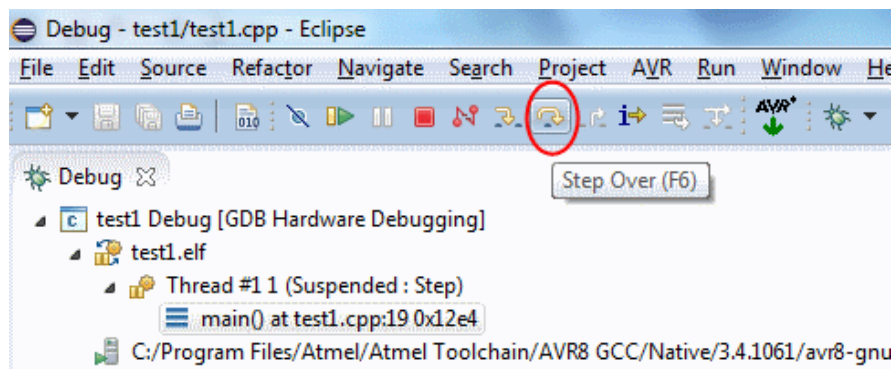 Debug - test1/test1.cpp - Eclipse
File Edit Source Refactor Navigate Search Project AVR Run Window He
010 i AVR
Debug
Step Over (F6)
c test1 Debug [GDB Hardware Debugging]
test1.elf
Thread #1 1 (Suspended : Step)
main() at test1.cpp:19 0x12e4
C:/Program Files/Atmel/Atmel Toolchain/AVR8 GCC/Native/3.4.1061/avr8-gnu